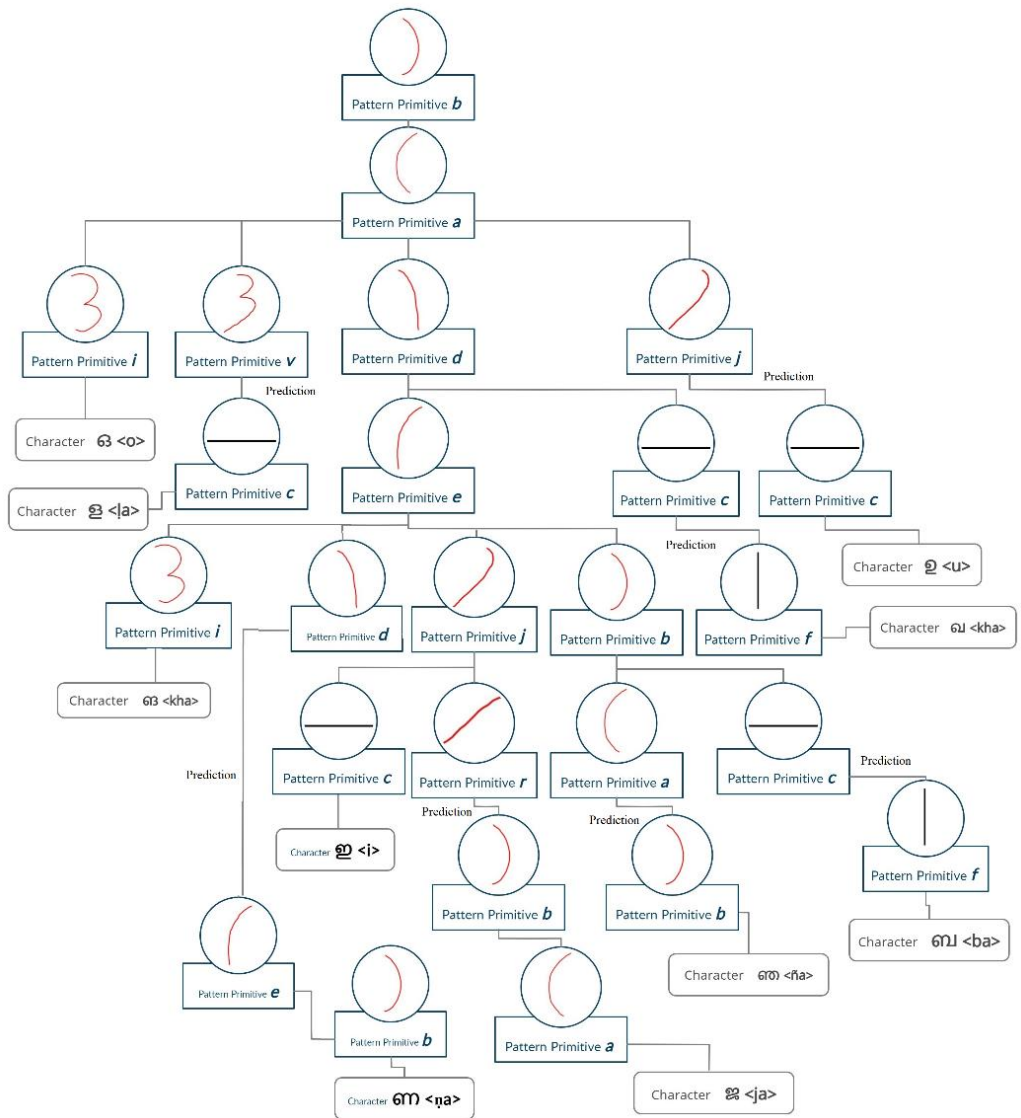 Pattern Primitive b
Pattern Primitive a
Pattern Primitive i
Pattern Primitive v
Pattern Primitive d
Pattern Primitive j
Prediction
Prediction
Character ഒ <o>
Pattern Primitive c
Pattern Primitive e
Pattern Primitive c
Pattern Primitive c
Character ള <ḷa>
Prediction
Character ഉ <u>
Pattern Primitive i
Pattern Primitive d
Pattern Primitive j
Pattern Primitive b
Pattern Primitive f
Character ഖ <kha>
Character ങ <kha>
Prediction
Pattern Primitive c
Pattern Primitive r
Pattern Primitive a
Pattern Primitive c
Prediction
Prediction
Prediction
Character ഇ <i>
Pattern Primitive f
Pattern Primitive b
Pattern Primitive b
Character ബ <ba>
Character ഞ <ña>
Pattern Primitive e
Pattern Primitive b
Pattern Primitive a
Character ണ <ṇa>
Character ജ <ja>